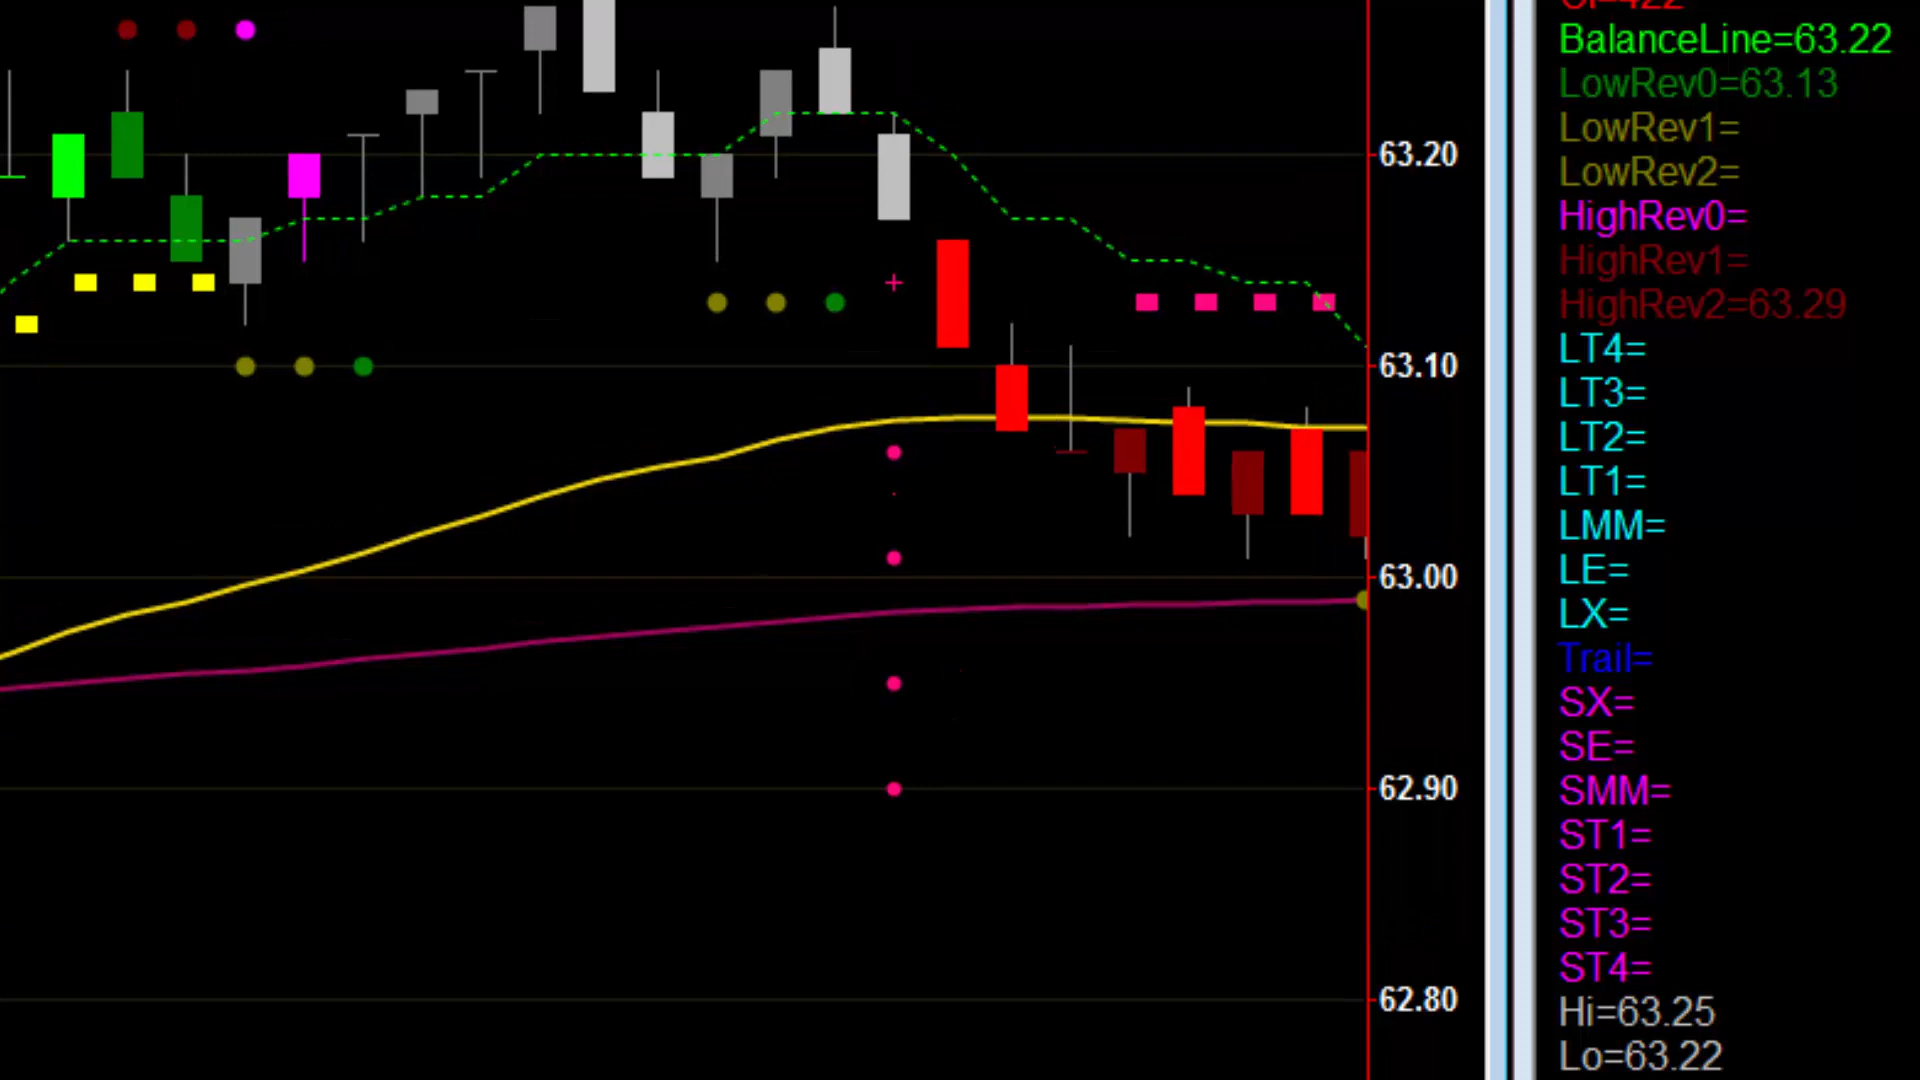 63.20
63.10
63.00
62.90
62.80
BalanceLine=63.22
LowRev0=63.13
LowRev1=
LowRev2=
HighRev0=
HighRev1=
HighRev2=63.29
LT4=
LT3=
LT2=
LT1=
LMM=
LE=
LX=
Trail=
SX=
SE=
SMM=
ST1=
ST2=
ST3=
ST4=
Hi=63.25
Lo=63.22